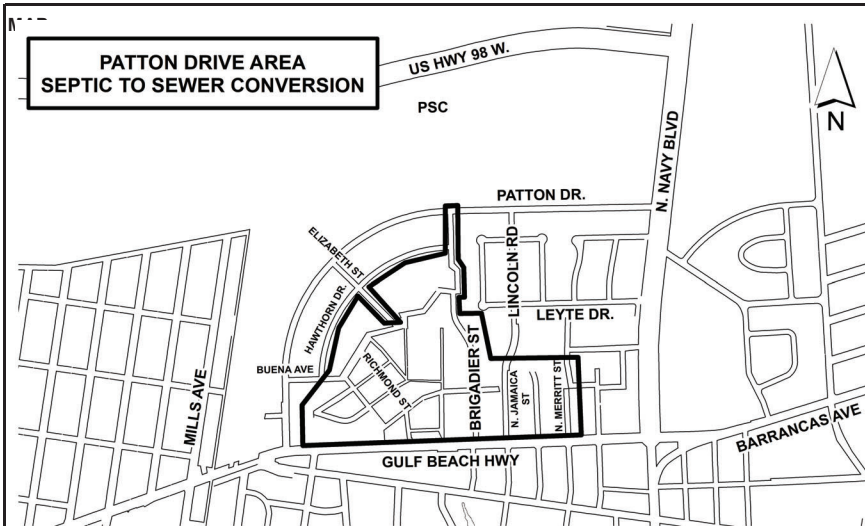 MAP
PATTON DRIVE AREA
SEPTIC TO SEWER CONVERSION
US HWY 98 W.
PSC
N
N. NAVY BLVD
PATTON DR.
ELIZABETH ST
LINCOLN RD
HAWTHORN DR.
LEYTE DR.
BUENA AVE
RICHMOND ST
BRIGADIER ST
N. JAMAICA
ST
N. MERRITT ST
MILLS AVE
BARRANCAS AVE
GULF BEACH HWY